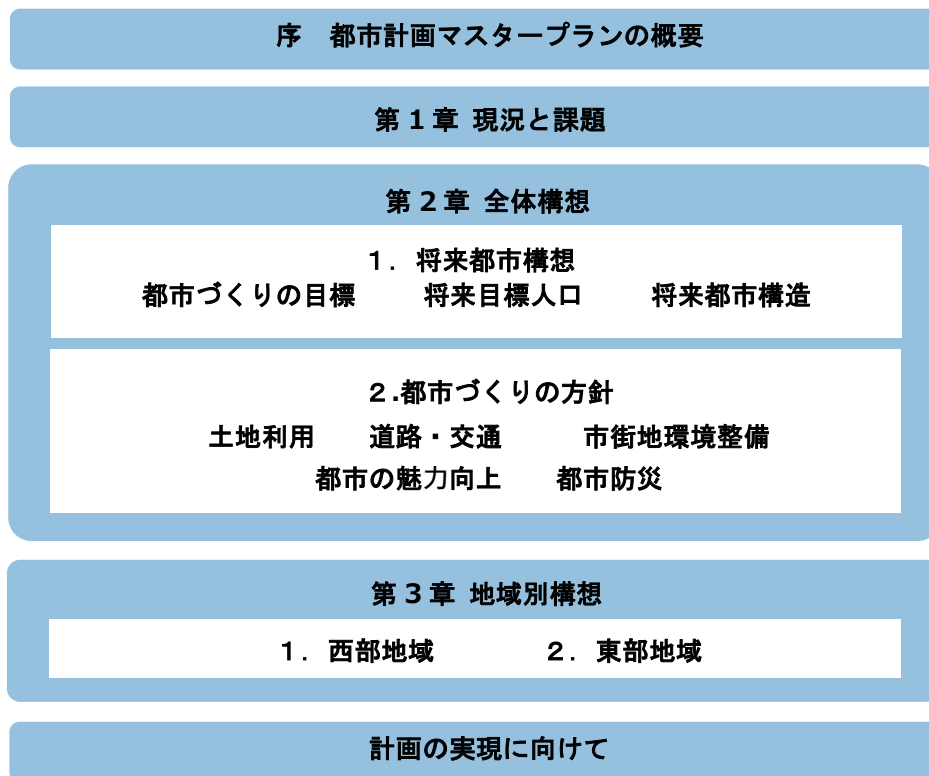 序　都市計画マスタープランの概要
第1章 現況と課題
第2章 全体構想
１．将来都市構想
都市づくりの目標　将来目標人口　将来都市構造
２.都市づくりの方針
土地利用　道路・交通　市街地環境整備
都市の魅力向上　都市防災
第3章 地域別構想
１．西部地域　２．東部地域
計画の実現に向けて